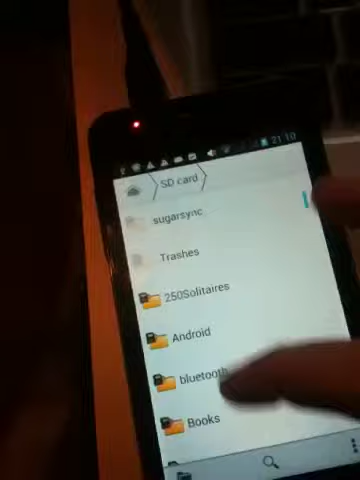 21 10
SD card
sugarsync
Trashes
250Solitaires
Android
bluetooth
Books